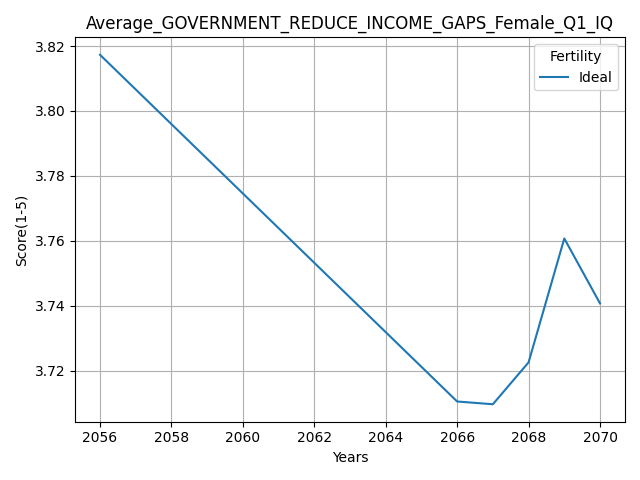 Average_GOVERNMENT_REDUCE_INCOME_GAPS_Female_Q1_IQ
Fertility
Ideal
Score(1-5)
3.82
3.80
3.78
3.76
3.74
3.72
2056 2058 2060 2062 2064 2066 2068 2070
Years